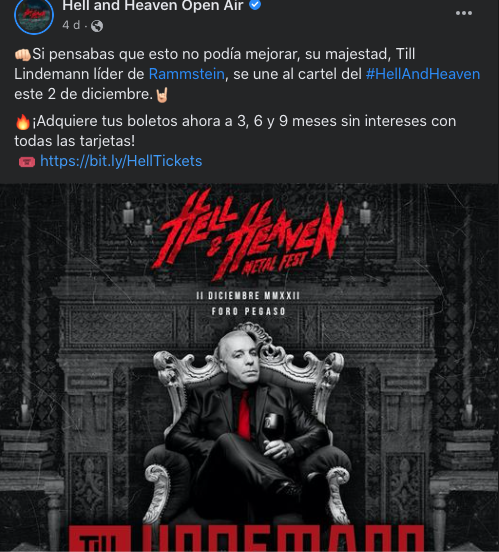 Hell and Heaven Open Air
4 d ·
👊🏻Si pensabas que esto no podía mejorar, su majestad, Till
Lindemann líder de Rammstein, se une al cartel del #HellAndHeaven
este 2 de diciembre.🤘🏻
🔥¡Adquiere tus boletos ahora a 3, 6 y 9 meses sin intereses con
todas las tarjetas!
🎟️ https://bit.ly/HellTickets
HELL
& HEAVEN
METAL FEST
II DICIEMBRE MMXXII
FORO PEGASO
TILL LINDEMANN